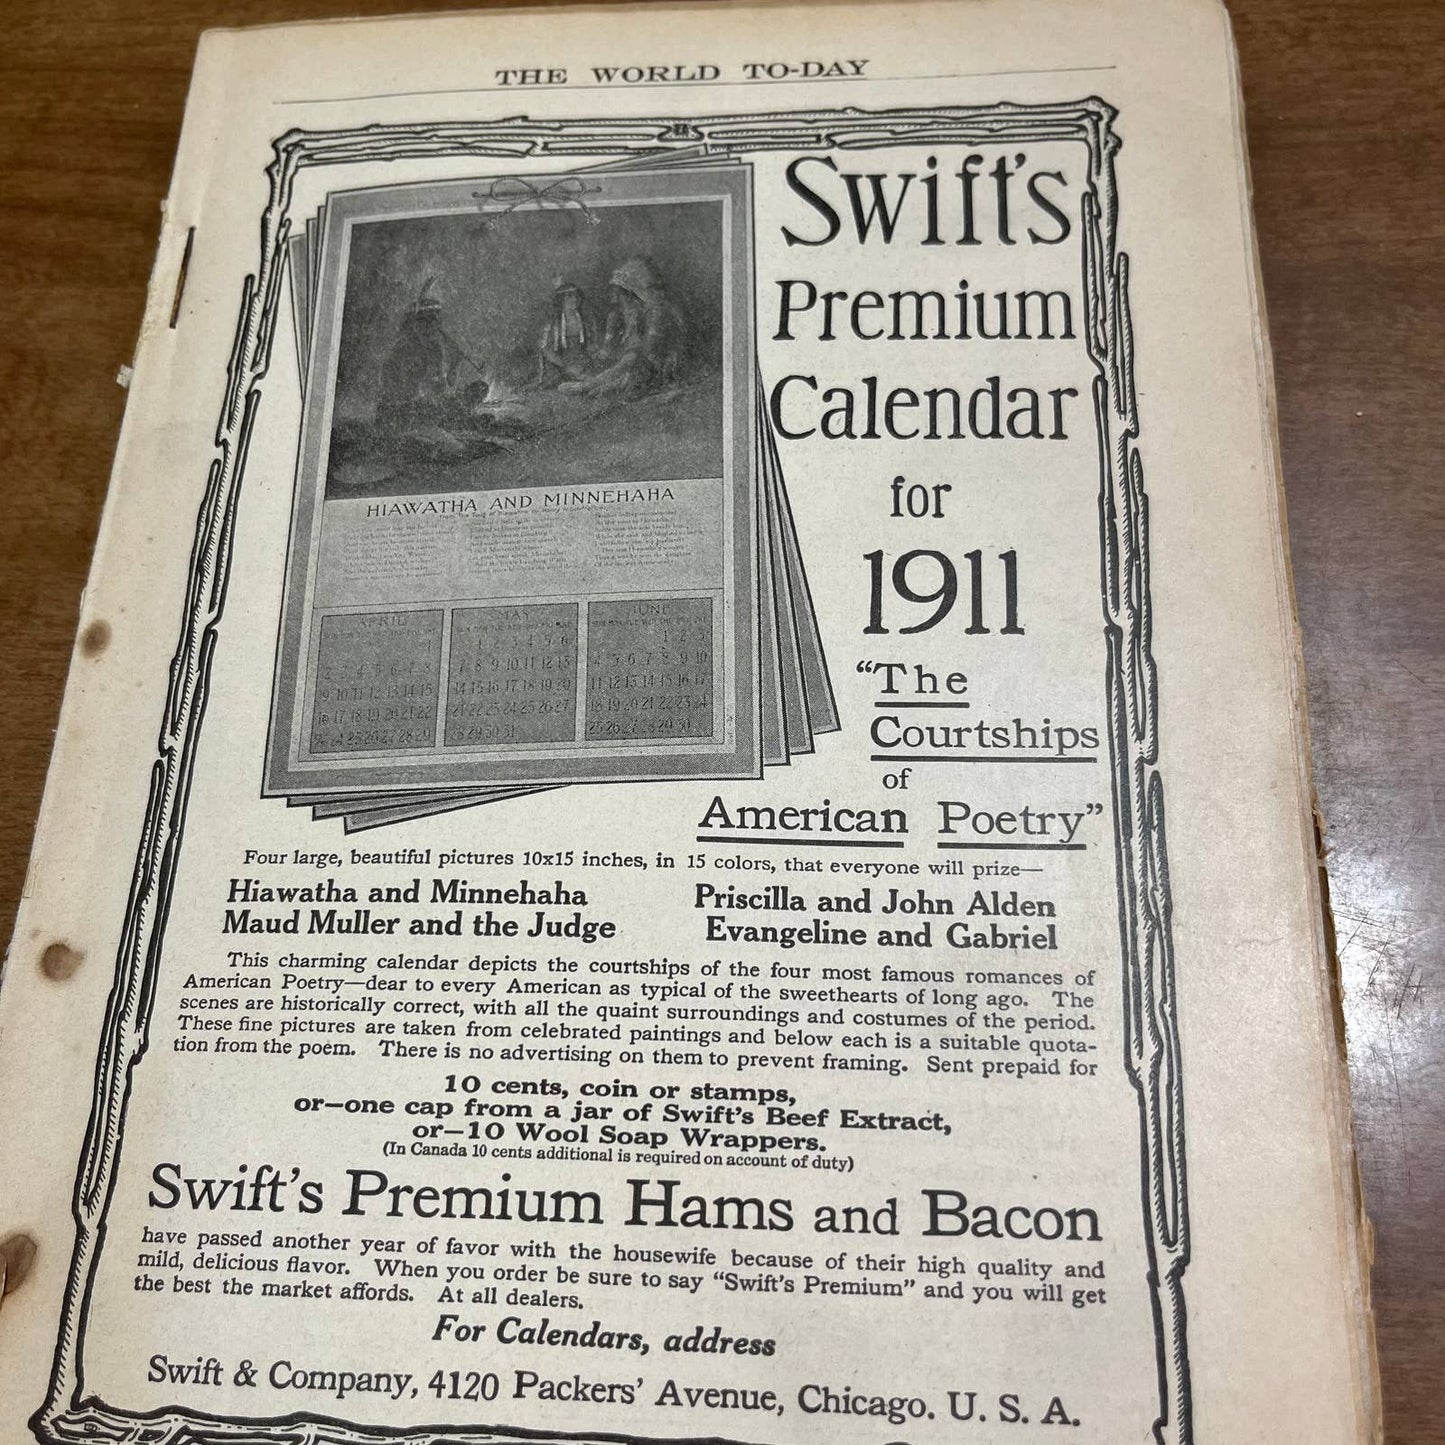 THE WORLD TO-DAY
Swift's
Premium
Calendar
for
1911
"The
Courtships
of
American Poetry"
HIAWATHA AND MINNEHAHA
APRIL MAY JUNE
Four large, beautiful pictures 10x15 inches, in 15 colors, that everyone will prize—
Hiawatha and Minnehaha Priscilla and John Alden
Maud Muller and the Judge Evangeline and Gabriel
This charming calendar depicts the courtships of the four most famous romances of
American Poetry—dear to every American as typical of the sweethearts of long ago. The
scenes are historically correct, with all the quaint surroundings and costumes of the period.
These fine pictures are taken from celebrated paintings and below each is a suitable quota-
tion from the poem. There is no advertising on them to prevent framing. Sent prepaid for
10 cents, coin or stamps,
or—one cap from a jar of Swift's Beef Extract,
or—10 Wool Soap Wrappers.
(In Canada 10 cents additional is required on account of duty)
Swift's Premium Hams and Bacon
have passed another year of favor with the housewife because of their high quality and
mild, delicious flavor. When you order be sure to say "Swift's Premium" and you will get
the best the market affords. At all dealers.
For Calendars, address
Swift & Company, 4120 Packers' Avenue, Chicago. U. S. A.